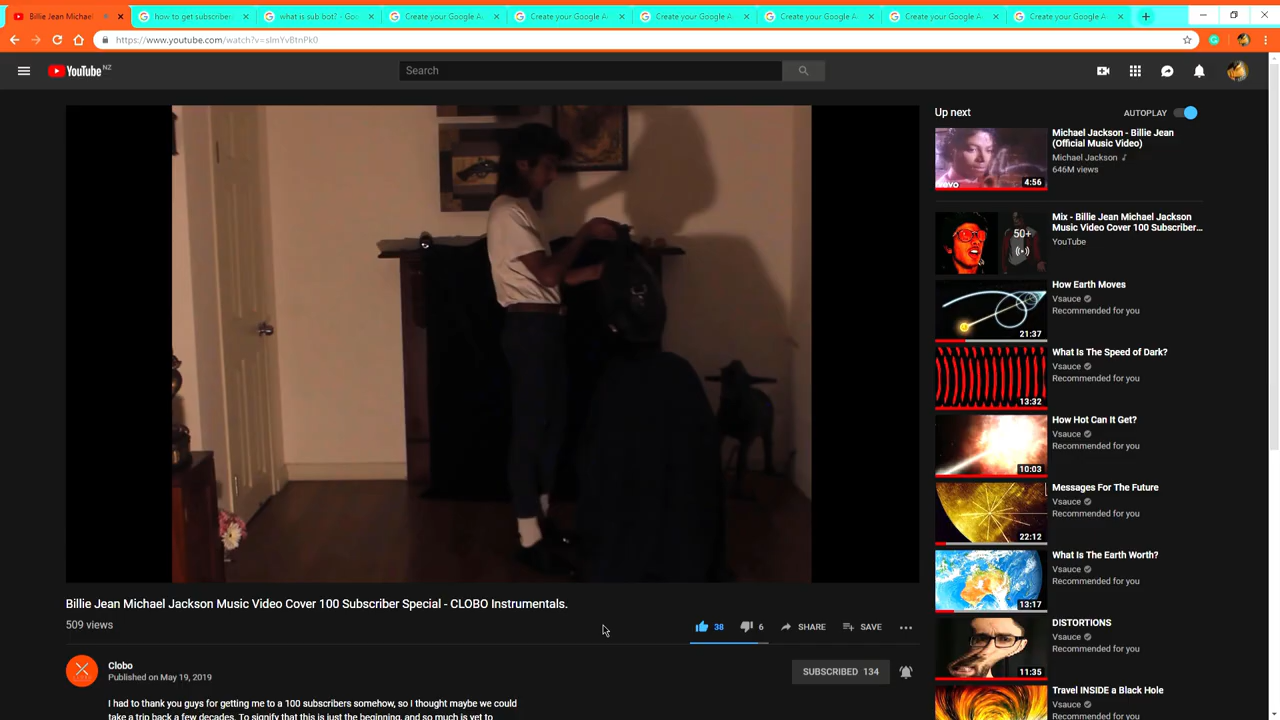 Billie Jean Michael
how to get subscribers
what is sub bot? - Goo
Create your Google A
Create your Google A
Create your Google A
Create your Google A
Create your Google A
Create your Google A
https://www.youtube.com/watch?v=sImYvBtnPk0
YouTube NZ
Search
Up next
AUTOPLAY
Michael Jackson - Billie Jean
(Official Music Video)
Michael Jackson
646M views
vevo
4:56
Mix - Billie Jean Michael Jackson
Music Video Cover 100 Subscriber...
YouTube
50+
How Earth Moves
Vsauce
Recommended for you
21:37
What Is The Speed of Dark?
Vsauce
Recommended for you
13:32
How Hot Can It Get?
Vsauce
Recommended for you
10:03
Messages For The Future
Vsauce
Recommended for you
22:12
What Is The Earth Worth?
Vsauce
Recommended for you
13:17
DISTORTIONS
Vsauce
Recommended for you
11:35
Travel INSIDE a Black Hole
Vsauce
Recommended for you
Billie Jean Michael Jackson Music Video Cover 100 Subscriber Special - CLOBO Instrumentals.
509 views
38
6
SHARE
SAVE
Clobo
Published on May 19, 2019
SUBSCRIBED 134
I had to thank you guys for getting me to a 100 subscribers somehow, so I thought maybe we could
take a trip back a few decades. To signify that this is just the beginning, and so much is yet to